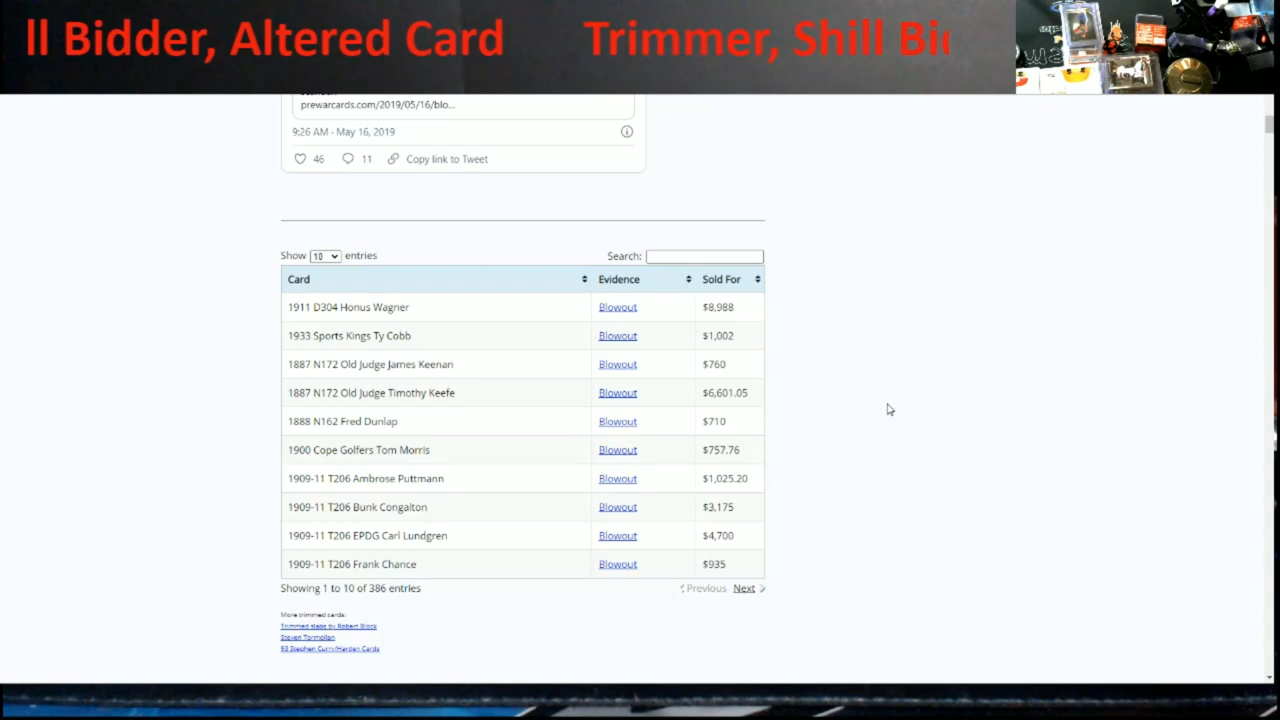 ll Bidder, Altered Card Trimmer, Shill Bi
prewarcards.com/2019/05/16/blo...
9:26 AM · May 16, 2019
46 11 Copy link to Tweet
Show 10 entries Search:
Card Evidence Sold For
1911 D304 Honus Wagner Blowout $8,988
1933 Sports Kings Ty Cobb Blowout $1,002
1887 N172 Old Judge James Keenan Blowout $760
1887 N172 Old Judge Timothy Keefe Blowout $6,601.05
1888 N162 Fred Dunlap Blowout $710
1900 Cope Golfers Tom Morris Blowout $757.76
1909-11 T206 Ambrose Puttmann Blowout $1,025.20
1909-11 T206 Bunk Congalton Blowout $3,175
1909-11 T206 EPDG Carl Lundgren Blowout $4,700
1909-11 T206 Frank Chance Blowout $935
Showing 1 to 10 of 386 entries Previous Next
More trimmed cards:
Trimmed slabs by Robert Block
Steven Tormollan
93 Stephen Curry/Harden Cards